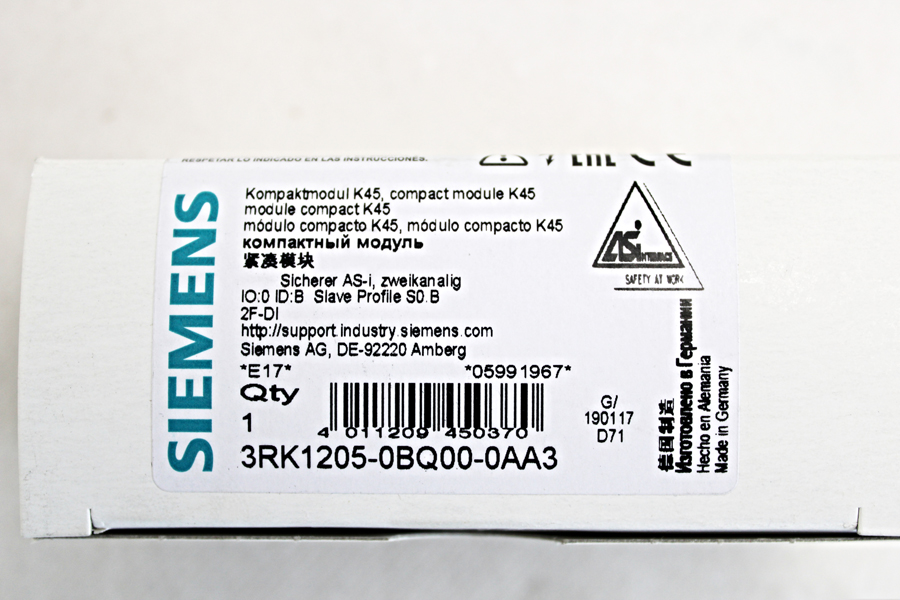 RESPETAR LO INDICADO EN LAS INSTRUCCIONES.
EAC CE
SIEMENS
Kompaktmodul K45, compact module K45
module compact K45
módulo compacto K45, módulo compacto K45
компактный модуль
紧凑模块
Sicherer AS-i, zweikanalig
IO:0 ID:B Slave Profile S0.B
2F-DI
http://support.industry.siemens.com
Siemens AG, DE-92220 Amberg
*E17* *05991967*
Qty
1
4 011209 450370
3RK1205-0BQ00-0AA3
G/
190117
D71
ASi INTERFACE
SAFETY AT WORK
德国制造
Изготовлено в Германии
Hecho en Alemania
Made in Germany